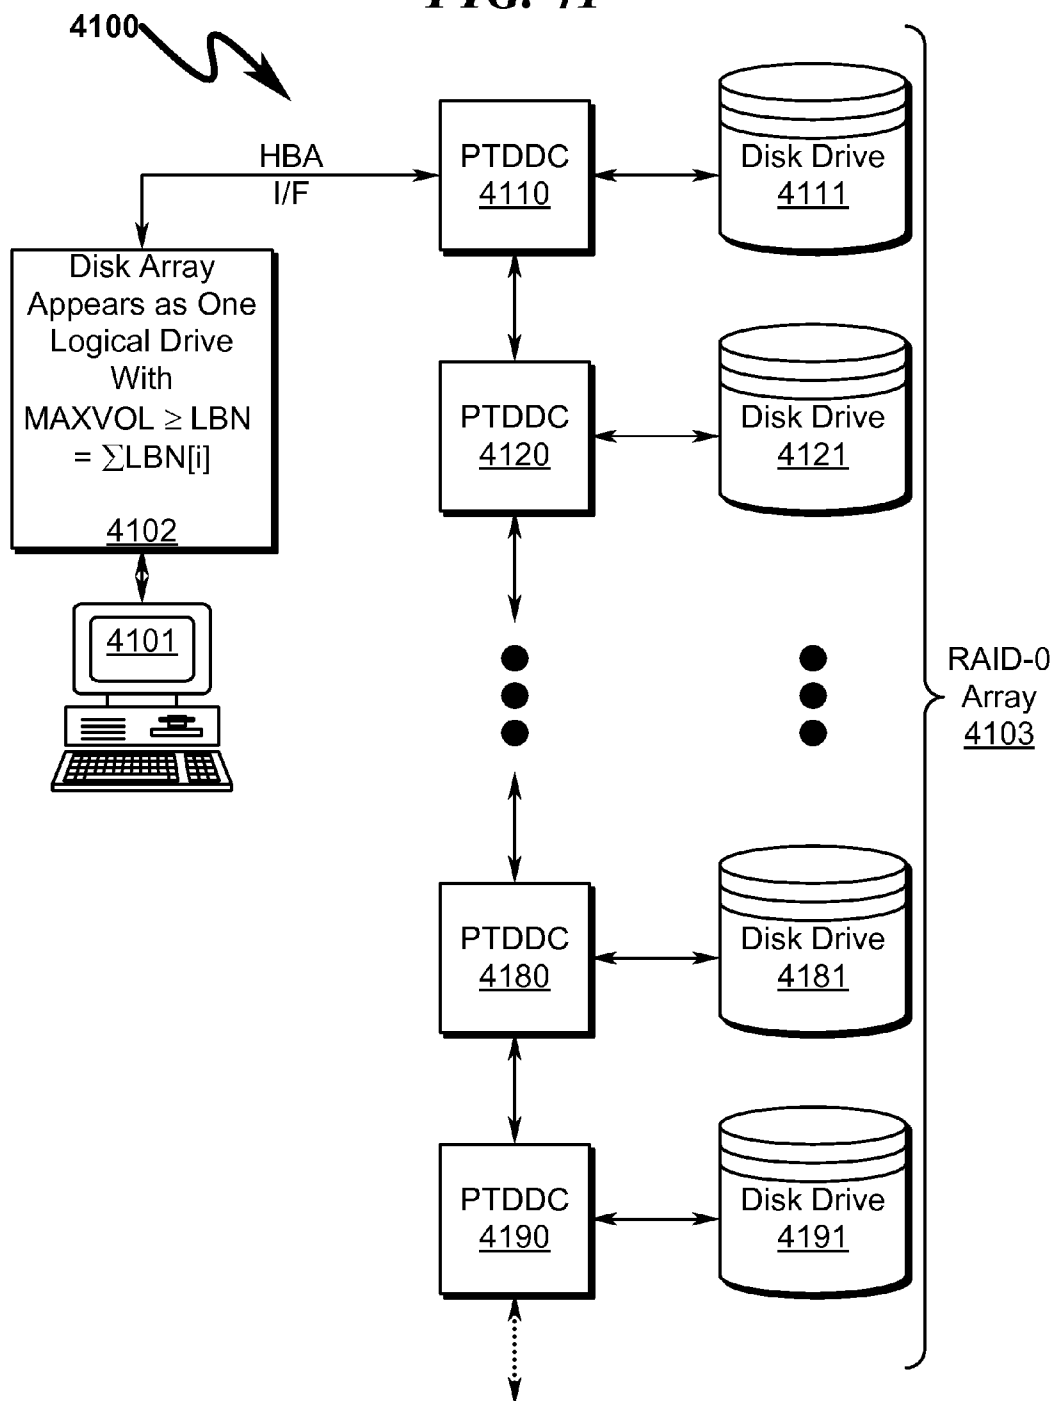 FIG. 41
4100
HBA
I/F
PTDDC
4110
Disk Drive
4111
Disk Array
Appears as One
Logical Drive
With
MAXVOL ≥ LBN
= ∑LBN[i]
4102
PTDDC
4120
Disk Drive
4121
4101
RAID-0
Array
4103
PTDDC
4180
Disk Drive
4181
PTDDC
4190
Disk Drive
4191